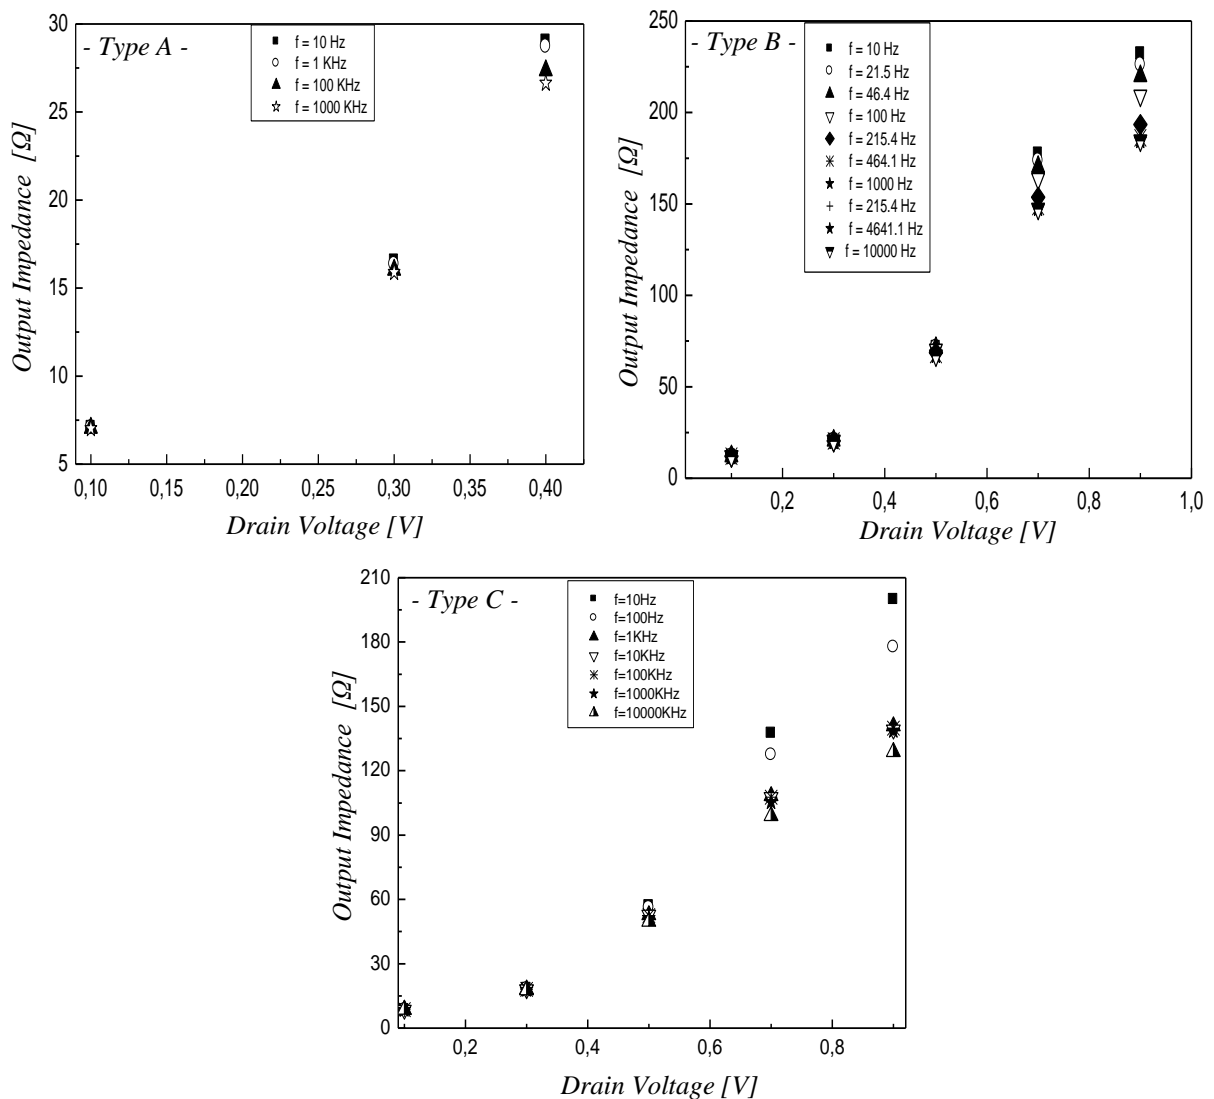 - Type A -
f = 10 Hz
f = 1 KHz
f = 100 KHz
f = 1000 KHz
30
25
20
15
10
5
Output Impedance [Ω]
0,10 0,15 0,20 0,25 0,30 0,35 0,40
Drain Voltage [V]
- Type B -
f = 10 Hz
f = 21.5 Hz
f = 46.4 Hz
f = 100 Hz
f = 215.4 Hz
f = 464.1 Hz
f = 1000 Hz
f = 215.4 Hz
f = 4641.1 Hz
f = 10000 Hz
250
200
150
100
50
0
Output Impedance [Ω]
0,2 0,4 0,6 0,8 1,0
Drain Voltage [V]
- Type C -
f=10Hz
f=100Hz
f=1KHz
f=10KHz
f=100KHz
f=1000KHz
f=10000KHz
210
180
150
120
90
60
30
0
Output Impedance [Ω]
0,2 0,4 0,6 0,8
Drain Voltage [V]